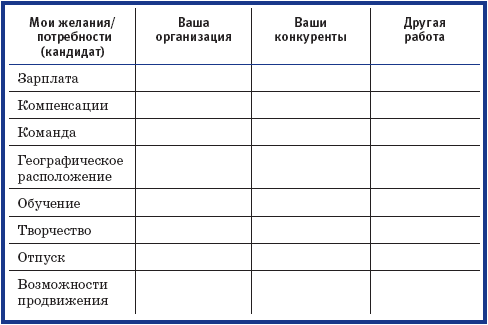 Мои желания/ Ваша Ваши Другая
потребности организация конкуренты работа
(кандидат)
Зарплата
Компенсации
Команда
Географическое
расположение
Обучение
Творчество
Отпуск
Возможности
продвижения